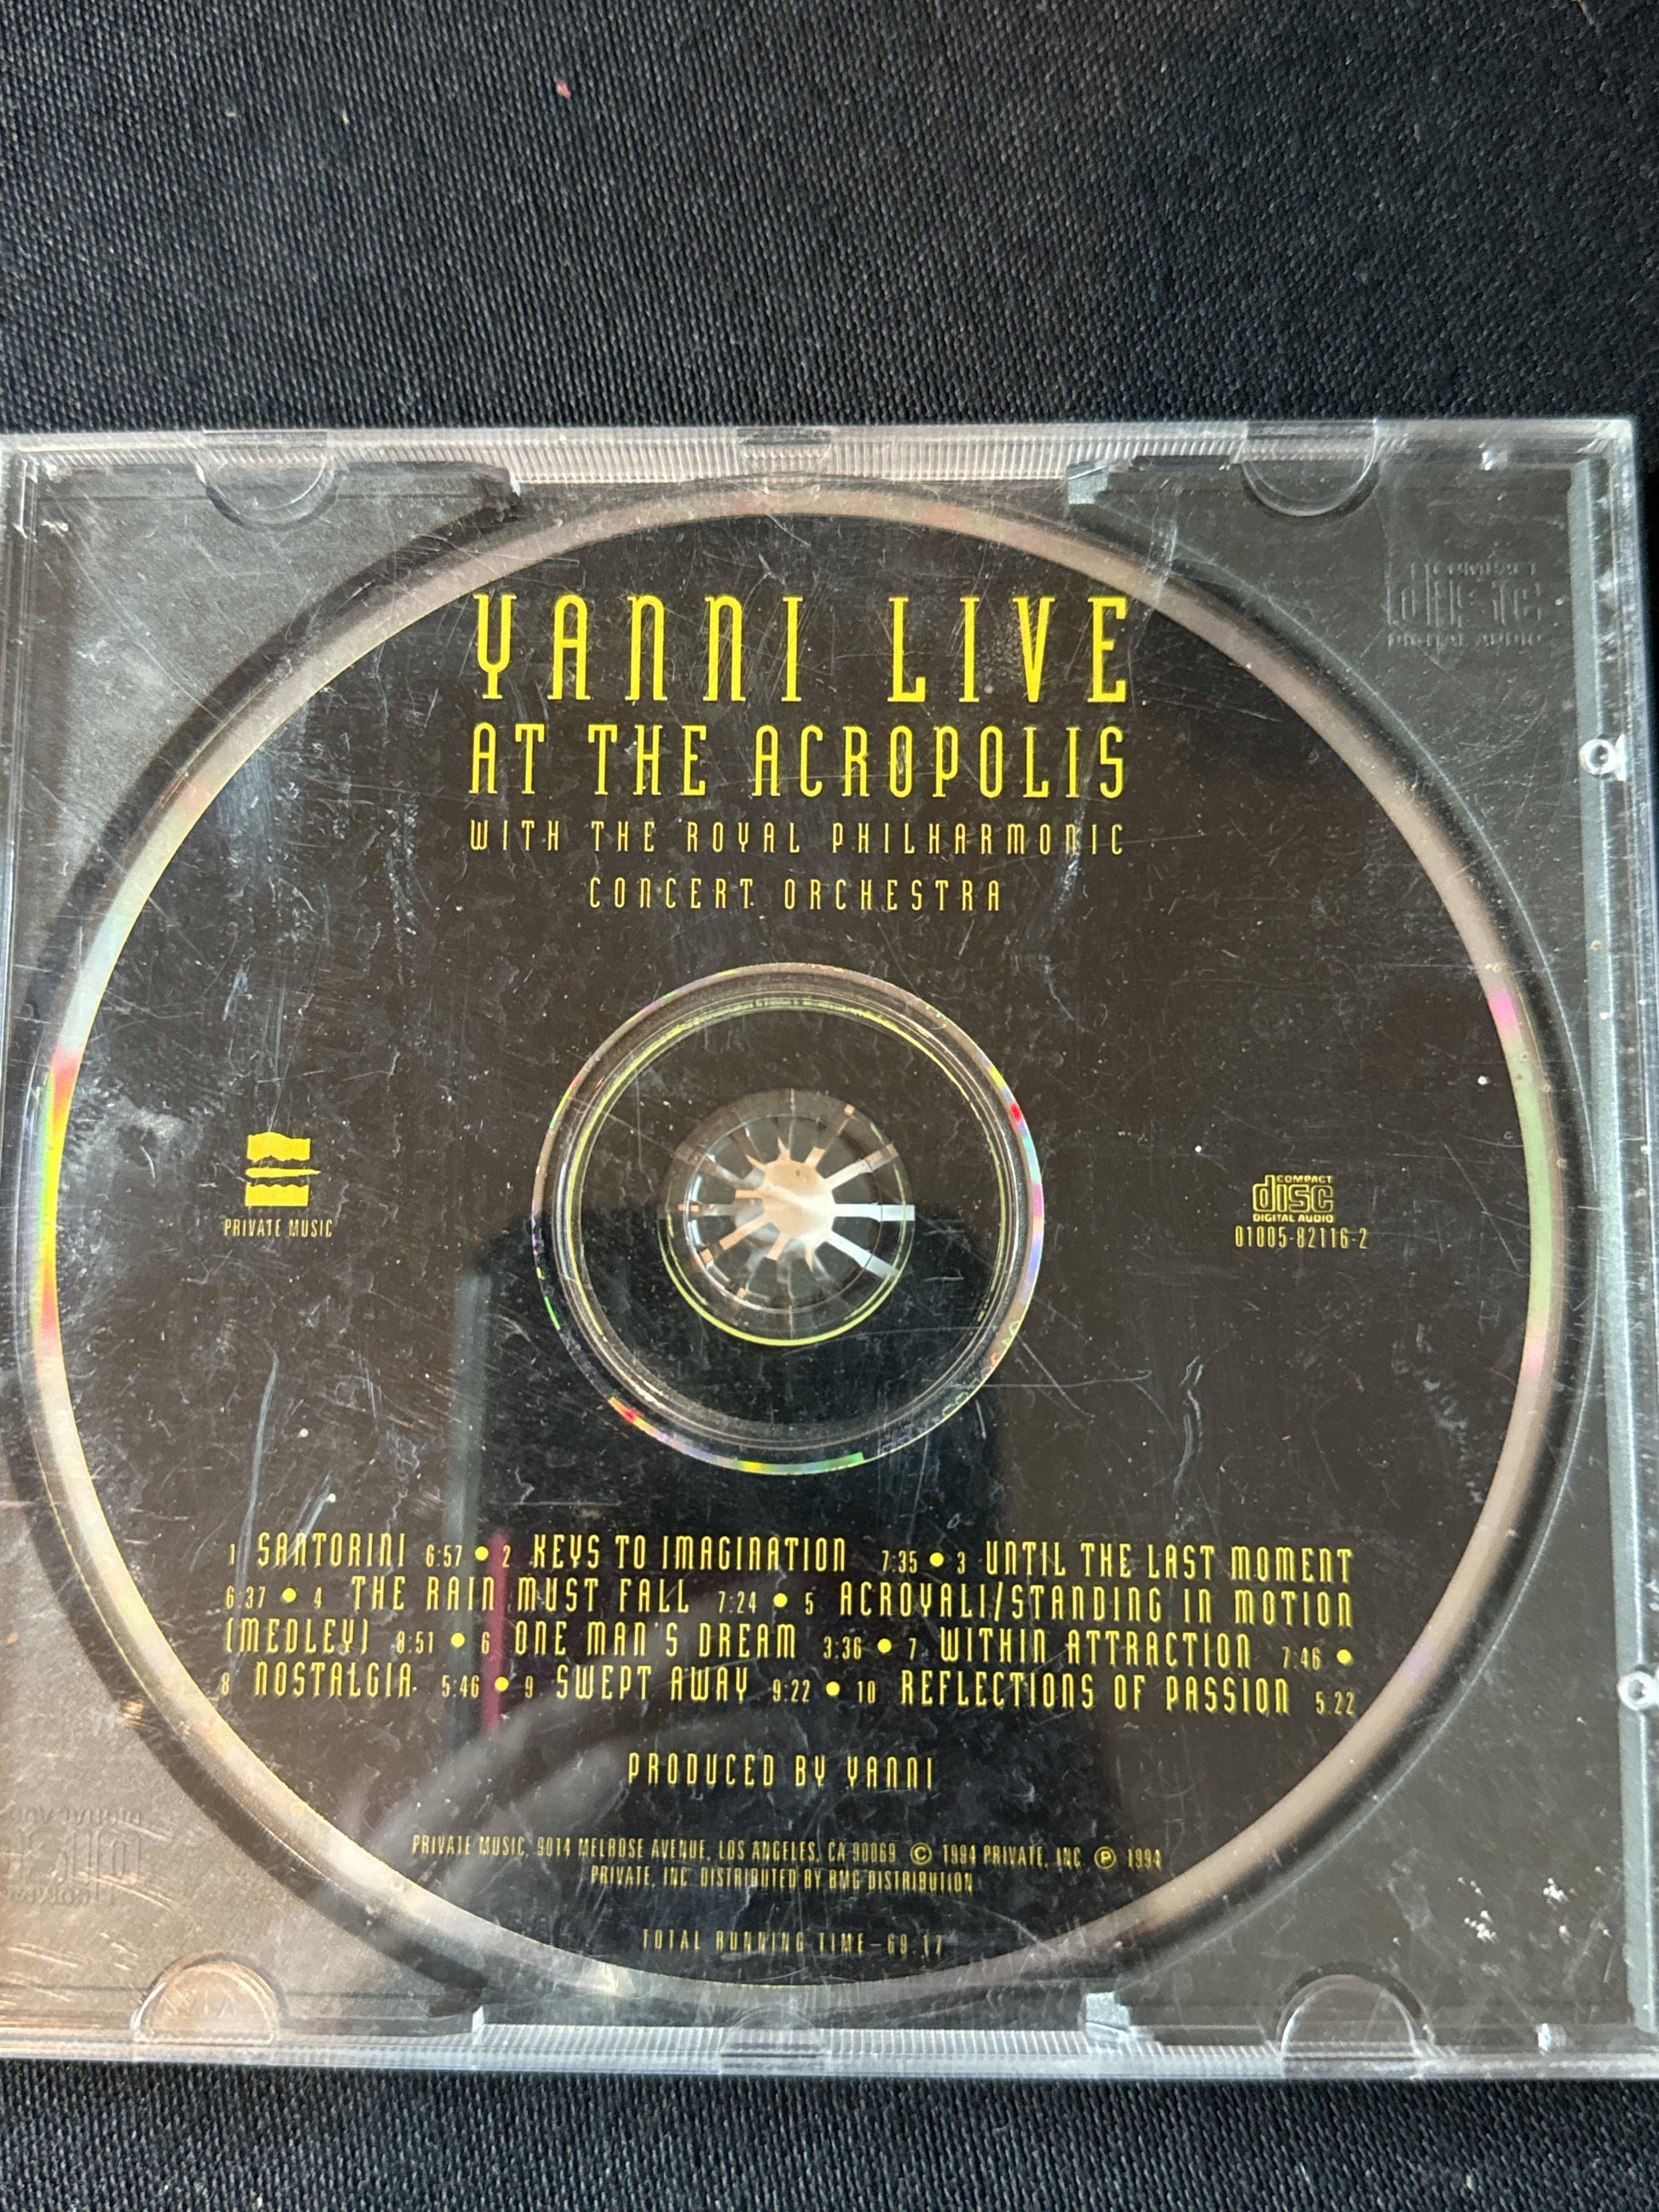 YANNI LIVE
AT THE ACROPOLIS
WITH THE ROYAL PHILHARMONIC
CONCERT ORCHESTRA
PRIVATE MUSIC
COMPACT
disc
DIGITAL AUDIO
01005-82116-2
1 SANTORINI 6:57 • 2 KEYS TO IMAGINATION 7:35 • 3 UNTIL THE LAST MOMENT
6:37 • 4 THE RAIN MUST FALL 7:24 • 5 ACROYALI/STANDING IN MOTION
(MEDLEY) 8:51 • 6 ONE MAN'S DREAM 3:36 • 7 WITHIN ATTRACTION 7:46 •
8 NOSTALGIA 5:46 • 9 SWEPT AWAY 9:22 • 10 REFLECTIONS OF PASSION 5:22
PRODUCED BY YANNI
PRIVATE MUSIC, 9014 MELROSE AVENUE, LOS ANGELES, CA 90069 © 1994 PRIVATE, INC. ℗ 1994
PRIVATE, INC. DISTRIBUTED BY BMG DISTRIBUTION
TOTAL RUNNING TIME–69:17
COMPACT
disc
DIGITAL AUDIO